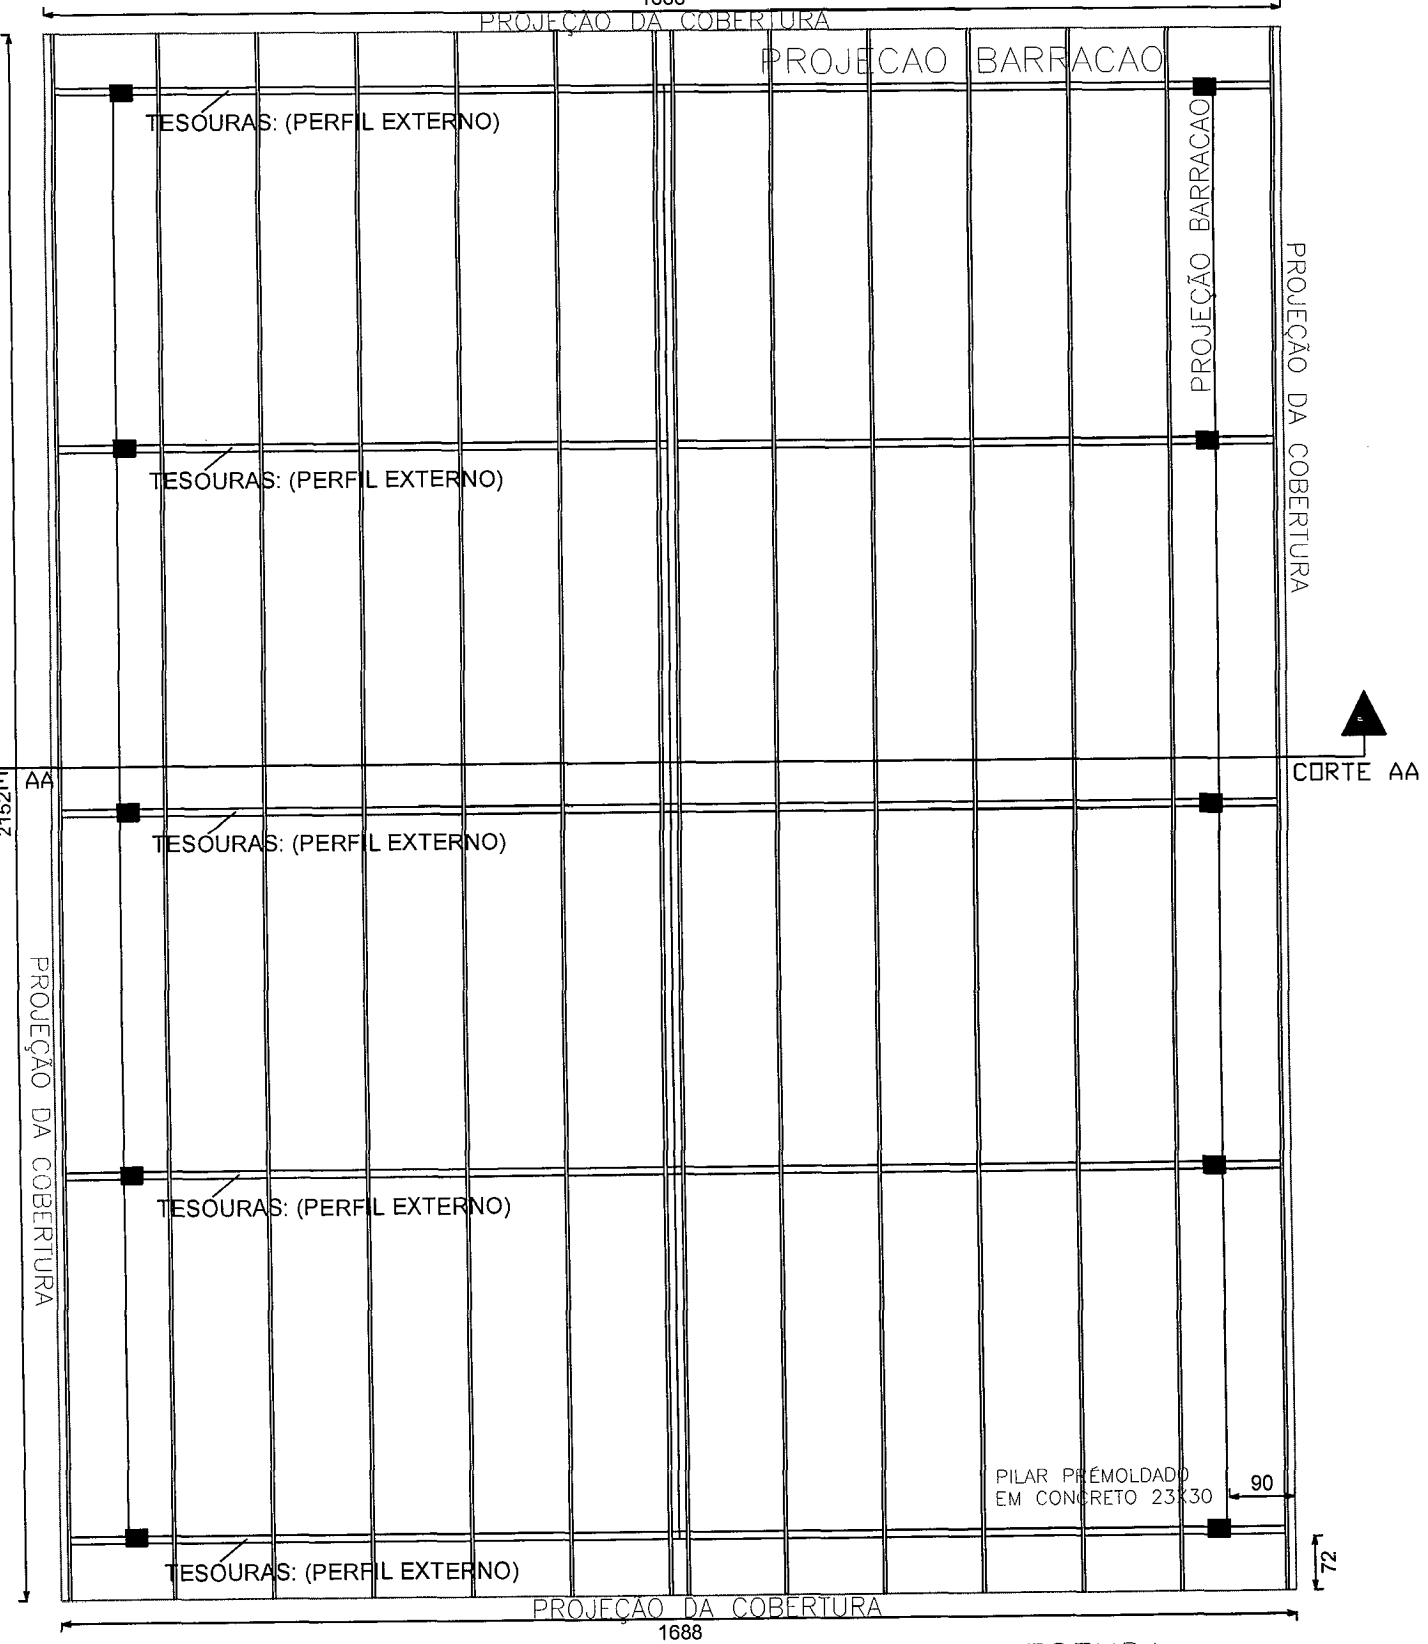 PROJEÇÃO DA COBERTURA
PROJECAO BARRACAO
TESOURAS: (PERFIL EXTERNO)
PROJEÇÃO BARRACAO
PROJEÇÃO DA COBERTURA
TESOURAS: (PERFIL EXTERNO)
AA
CORTE AA
2152
TESOURAS: (PERFIL EXTERNO)
PROJEÇÃO DA COBERTURA
TESOURAS: (PERFIL EXTERNO)
PILAR PRÉMOLDADO
EM CONCRETO 23X30
90
72
TESOURAS: (PERFIL EXTERNO)
PROJEÇÃO DA COBERTURA
1688